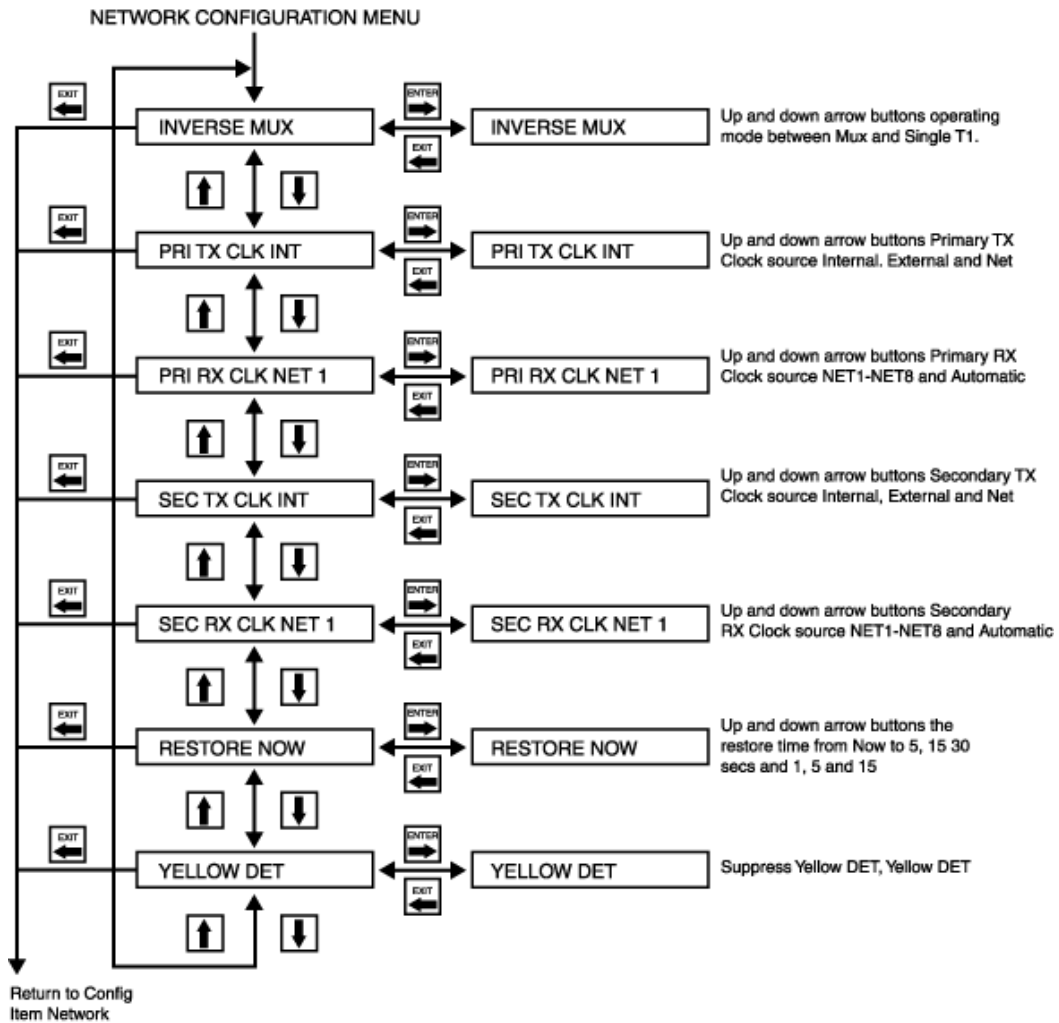 NETWORK CONFIGURATION MENU
EXIT
INVERSE MUX
ENTER
EXIT
INVERSE MUX
Up and down arrow buttons operating
mode between Mux and Single T1.
EXIT
PRI TX CLK INT
ENTER
EXIT
PRI TX CLK INT
Up and down arrow buttons Primary TX
Clock source Internal. External and Net
EXIT
PRI RX CLK NET 1
ENTER
EXIT
PRI RX CLK NET 1
Up and down arrow buttons Primary RX
Clock source NET1-NET8 and Automatic
EXIT
SEC TX CLK INT
ENTER
EXIT
SEC TX CLK INT
Up and down arrow buttons Secondary TX
Clock source Internal, External and Net
EXIT
SEC RX CLK NET 1
ENTER
EXIT
SEC RX CLK NET 1
Up and down arrow buttons Secondary
RX Clock source NET1-NET8 and Automatic
EXIT
RESTORE NOW
ENTER
EXIT
RESTORE NOW
Up and down arrow buttons the
restore time from Now to 5, 15 30
secs and 1, 5 and 15
EXIT
YELLOW DET
ENTER
EXIT
YELLOW DET
Suppress Yellow DET, Yellow DET
Return to Config
Item Network